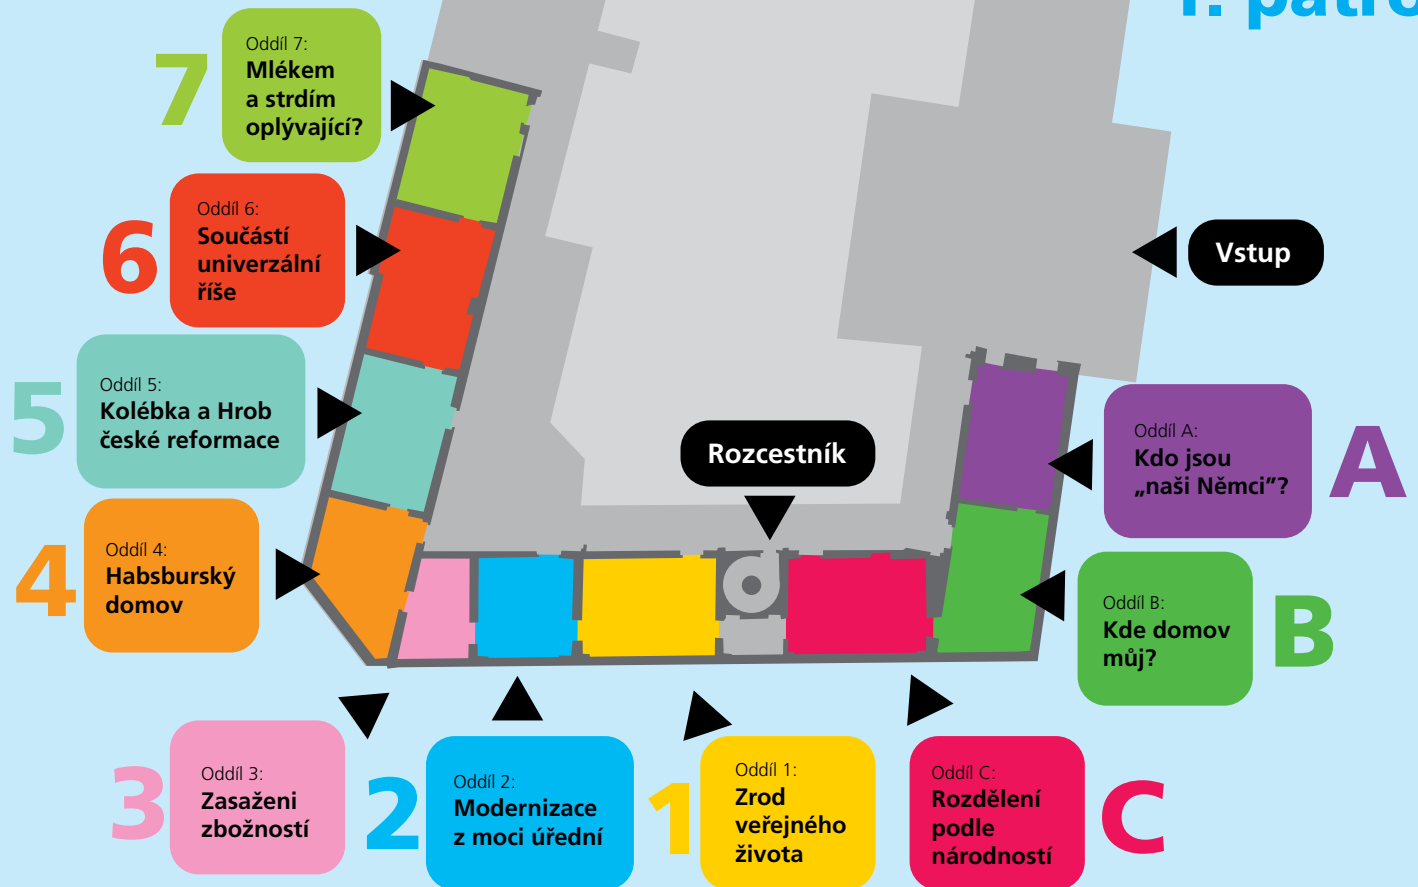 patro
7
Oddíl 7:
Mlékem
a strdím
oplývající?
6
Oddíl 6:
Součástí
univerzální
říše
Vstup
5
Oddíl 5:
Kolébka a Hrob
české reformace
Rozcestník
Oddíl A:
Kdo jsou
„naši Němci”?
A
4
Oddíl 4:
Habsburský
domov
Oddíl B:
Kde domov
můj?
B
3
Oddíl 3:
Zasaženi
zbožností
2
Oddíl 2:
Modernizace
z moci úřední
1
Oddíl 1:
Zrod
veřejného
života
Oddíl C:
Rozdělení
podle
národností
C